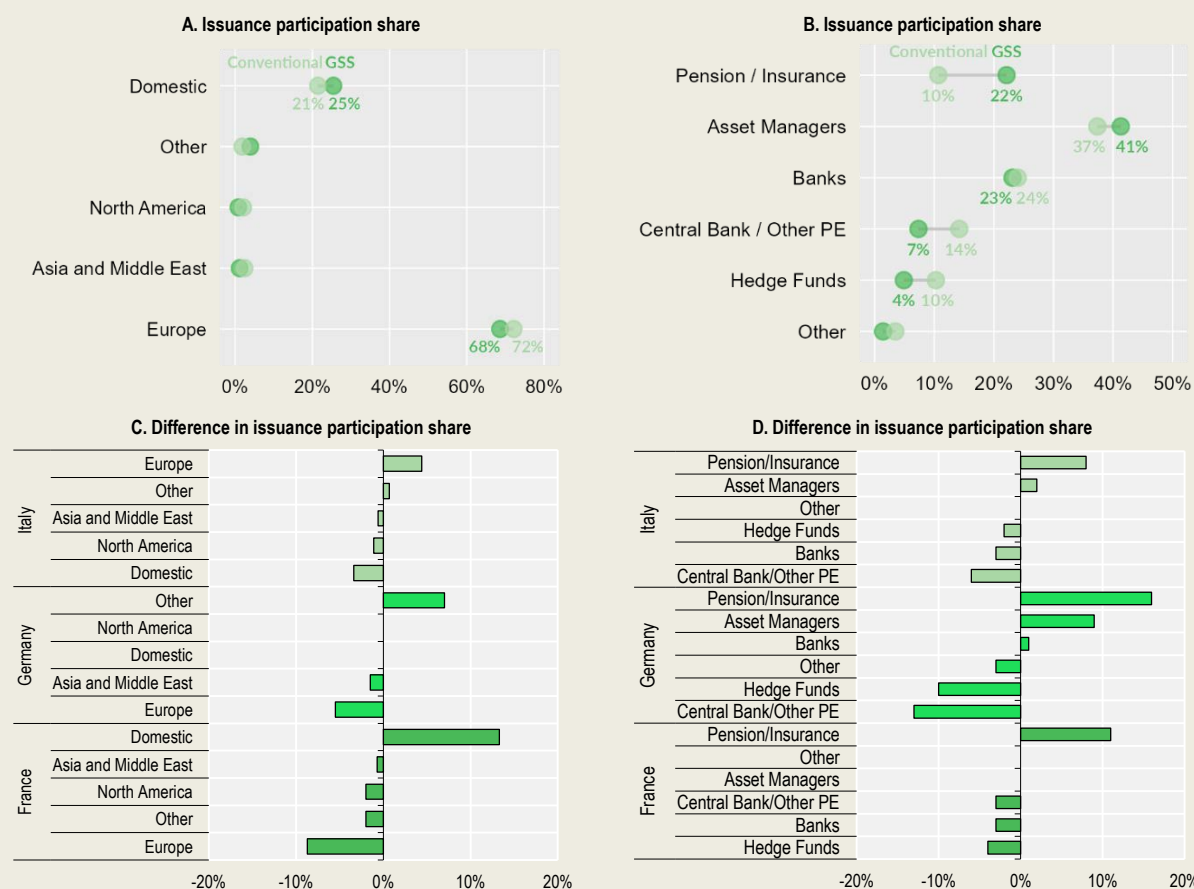 A. Issuance participation share
Conventional GSS
Domestic
21% 25%
Other
North America
Asia and Middle East
Europe
68% 72%
0% 20% 40% 60% 80%
B. Issuance participation share
Conventional GSS
Pension / Insurance
10% 22%
Asset Managers
37% 41%
Banks
23% 24%
Central Bank / Other PE
7% 14%
Hedge Funds
4% 10%
Other
0% 10% 20% 30% 40% 50%
C. Difference in issuance participation share
Italy
Europe
Other
Asia and Middle East
North America
Domestic
Germany
Other
North America
Domestic
Asia and Middle East
Europe
France
Domestic
Asia and Middle East
North America
Other
Europe
-20% -10% 0% 10% 20%
D. Difference in issuance participation share
Italy
Pension/Insurance
Asset Managers
Other
Hedge Funds
Banks
Central Bank/Other PE
Germany
Pension/Insurance
Asset Managers
Banks
Other
Hedge Funds
Central Bank/Other PE
France
Pension/Insurance
Other
Asset Managers
Central Bank/Other PE
Banks
Hedge Funds
-20% -10% 0% 10% 20%